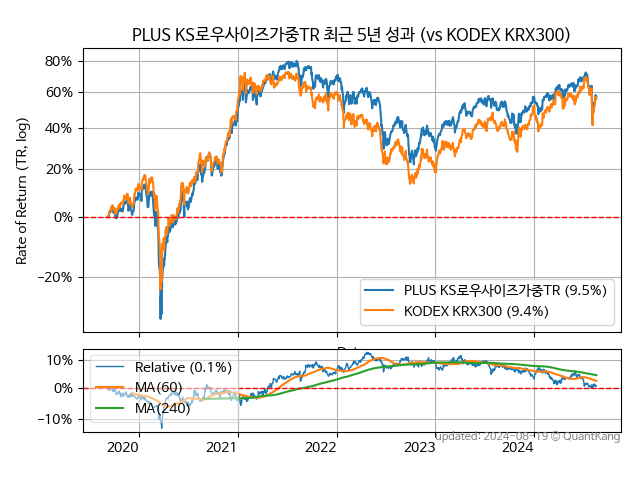 PLUS KS로우사이즈가중TR 최근 5년 성과 (vs KODEX KRX300)
Rate of Return (TR, log)
80%
60%
40%
20%
0%
−20%
PLUS KS로우사이즈가중TR (9.5%)
KODEX KRX300 (9.4%)
10%
0%
−10%
Relative (0.1%)
MA(60)
MA(240)
2020
2021
2022
2023
2024
updated: 2024-08-19 © QuantKang